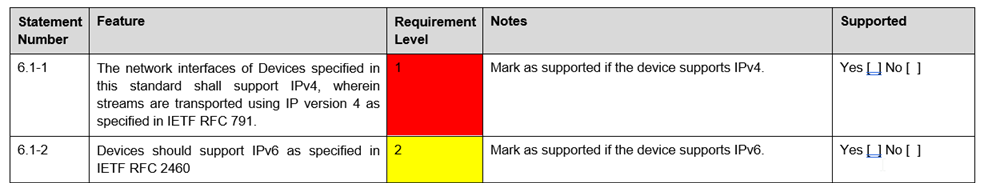 Statement Number
Feature
Requirement Level
Notes
Supported
6.1-1
The network interfaces of Devices specified in
this standard shall support IPv4, wherein
streams are transported using IP version 4 as
specified in IETF RFC 791.
1
Mark as supported if the device supports IPv4.
Yes [_] No [ ]
6.1-2
Devices should support IPv6 as specified in
IETF RFC 2460
2
Mark as supported if the device supports IPv6.
Yes [_] No [ ]